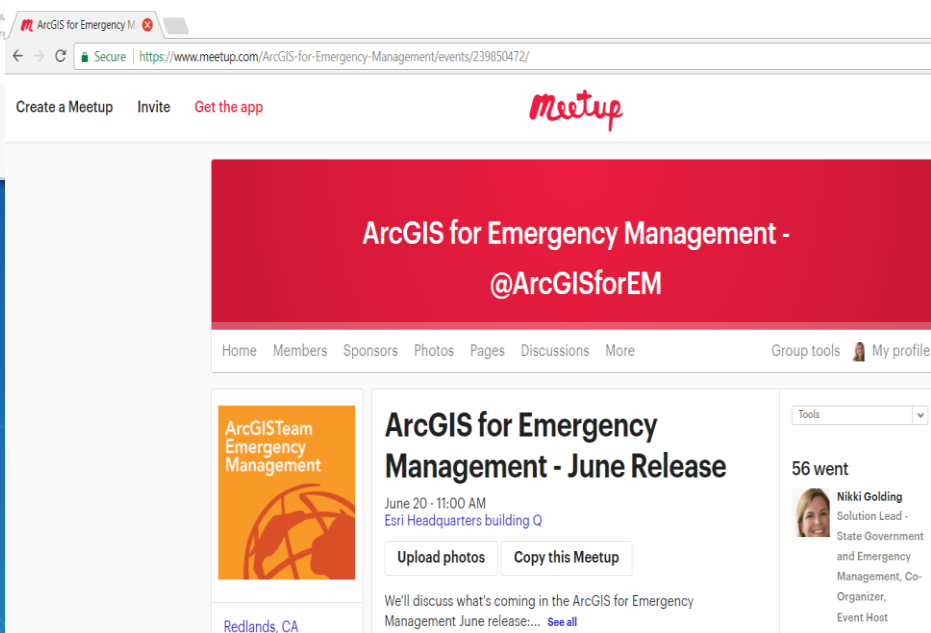 ArcGIS for Emergency M
Secure https://www.meetup.com/ArcGIS-for-Emergency-Management/events/239850472/
Create a Meetup Invite Get the app
meetup
ArcGIS for Emergency Management -
@ArcGISforEM
Home Members Sponsors Photos Pages Discussions More Group tools My profile
ArcGISTeam
Emergency
Management
Redlands, CA
ArcGIS for Emergency
Management - June Release
June 20 · 11:00 AM
Esri Headquarters building Q
Upload photos Copy this Meetup
We'll discuss what's coming in the ArcGIS for Emergency
Management June release:... See all
Tools
56 went
Nikki Golding
Solution Lead -
State Government
and Emergency
Management, Co-
Organizer,
Event Host